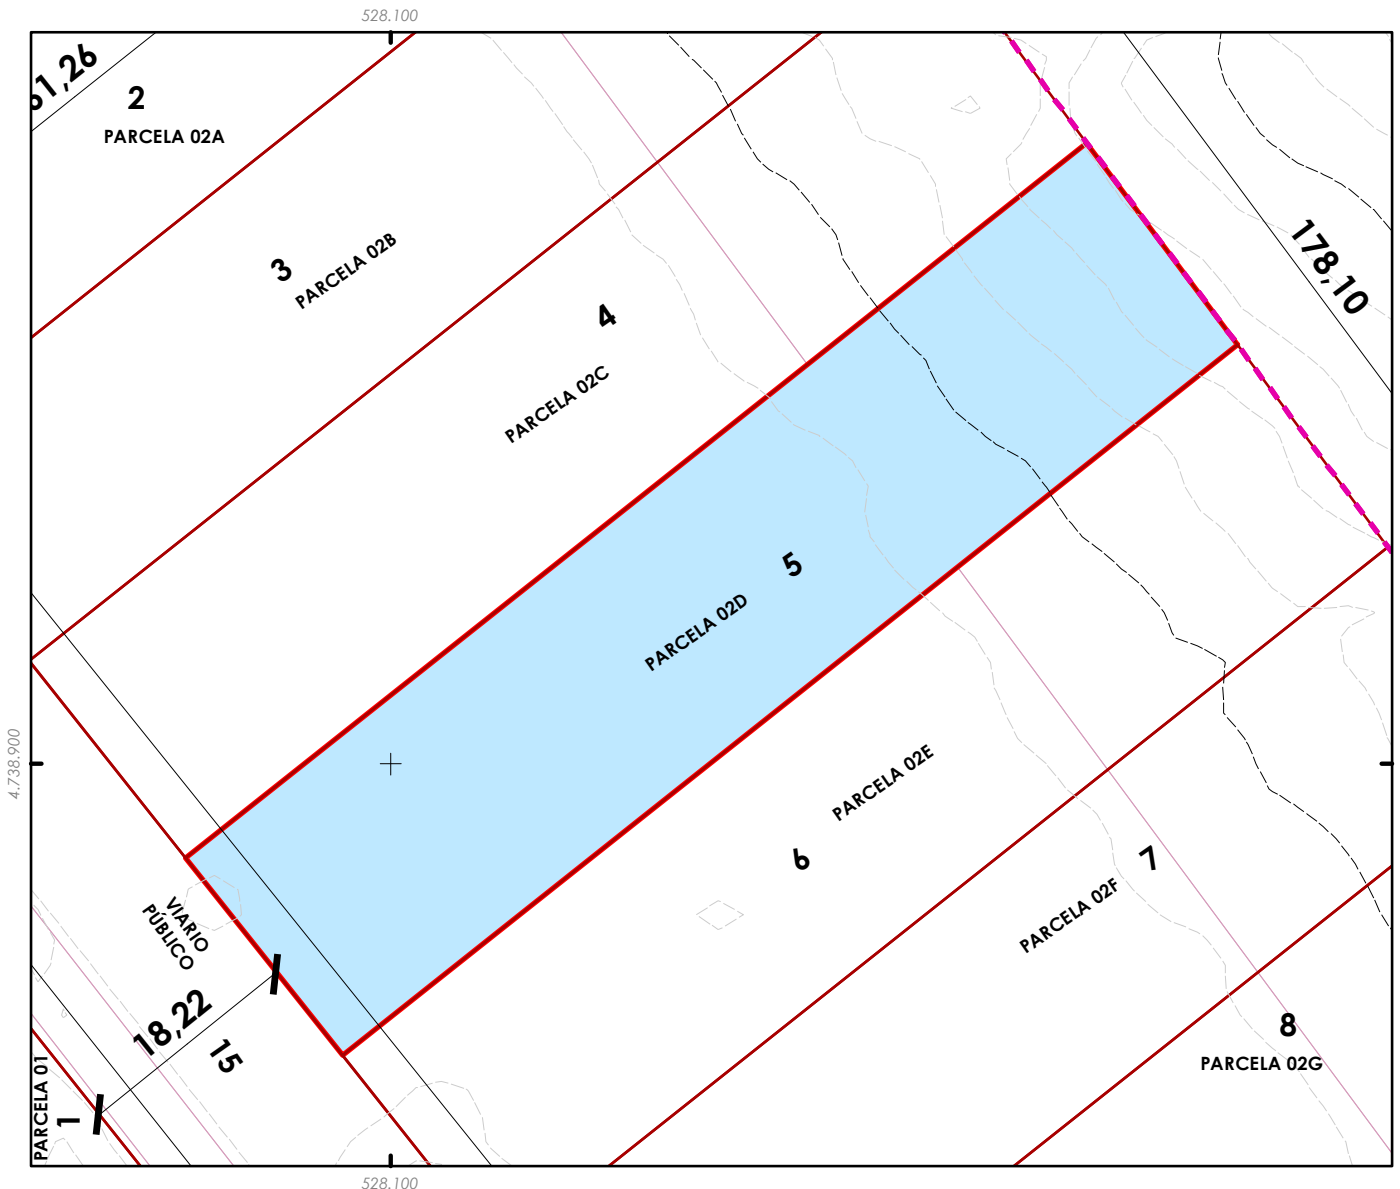 528.100
61,26
2
PARCELA 02A
178,10
3
PARCELA 02B
4
PARCELA 02C
5
PARCELA 02D
4.738.900
PARCELA 02E
6
7
PARCELA 02F
VIARIO
PÚBLICO
18,22
15
8
PARCELA 02G
PARCELA 01
1
528.100